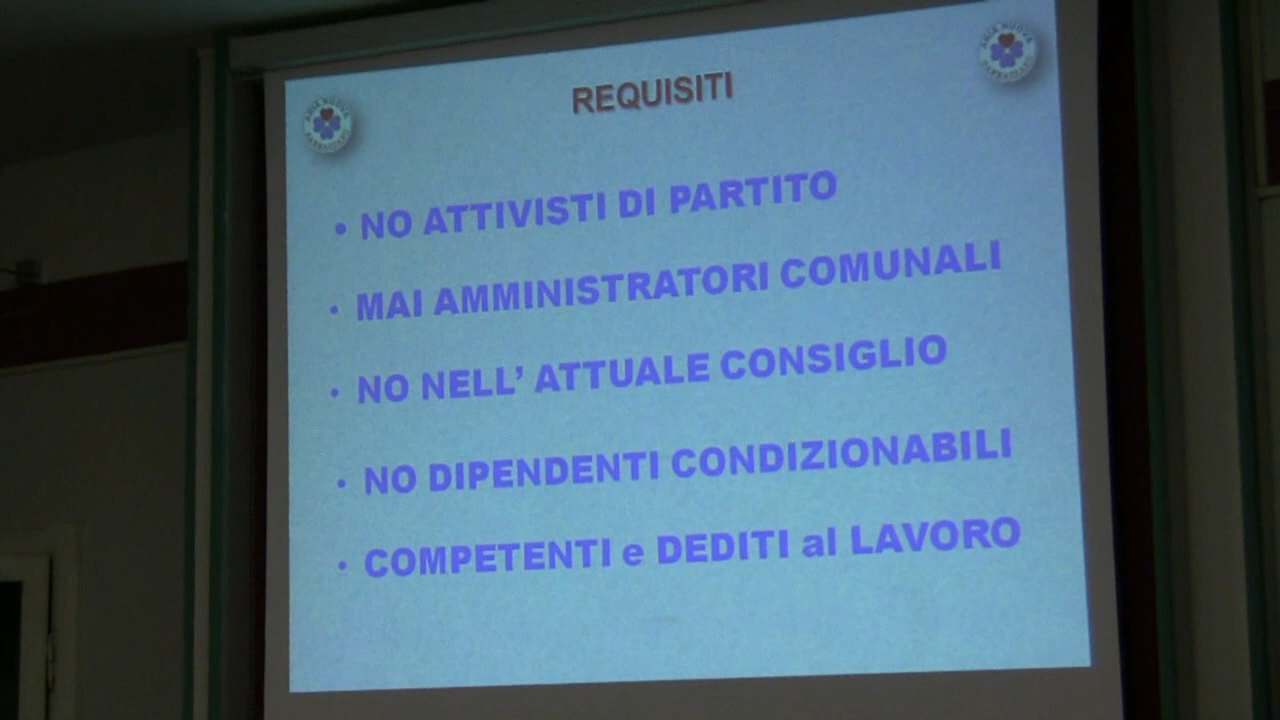 REQUISITI
• NO ATTIVISTI DI PARTITO
• MAI AMMINISTRATORI COMUNALI
• NO NELL' ATTUALE CONSIGLIO
• NO DIPENDENTI CONDIZIONABILI
• COMPETENTI e DEDITI al LAVORO